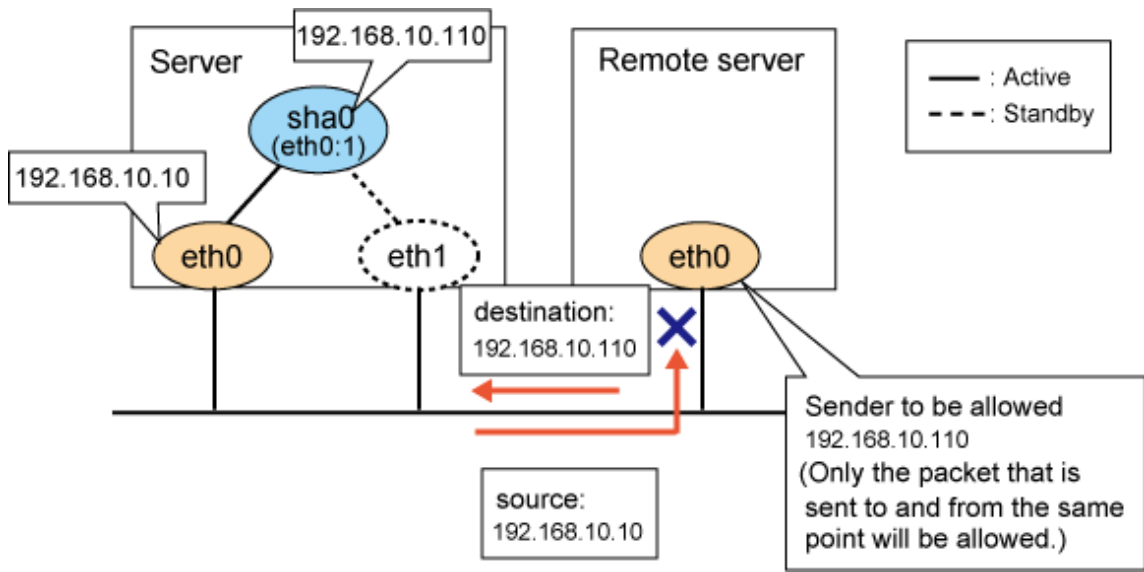 192.168.10.110
Server
Remote server
: Active
: Standby
sha0
(eth0:1)
192.168.10.10
eth0
eth1
eth0
destination:
192.168.10.110
Sender to be allowed
192.168.10.110
(Only the packet that is
sent to and from the same
point will be allowed.)
source:
192.168.10.10